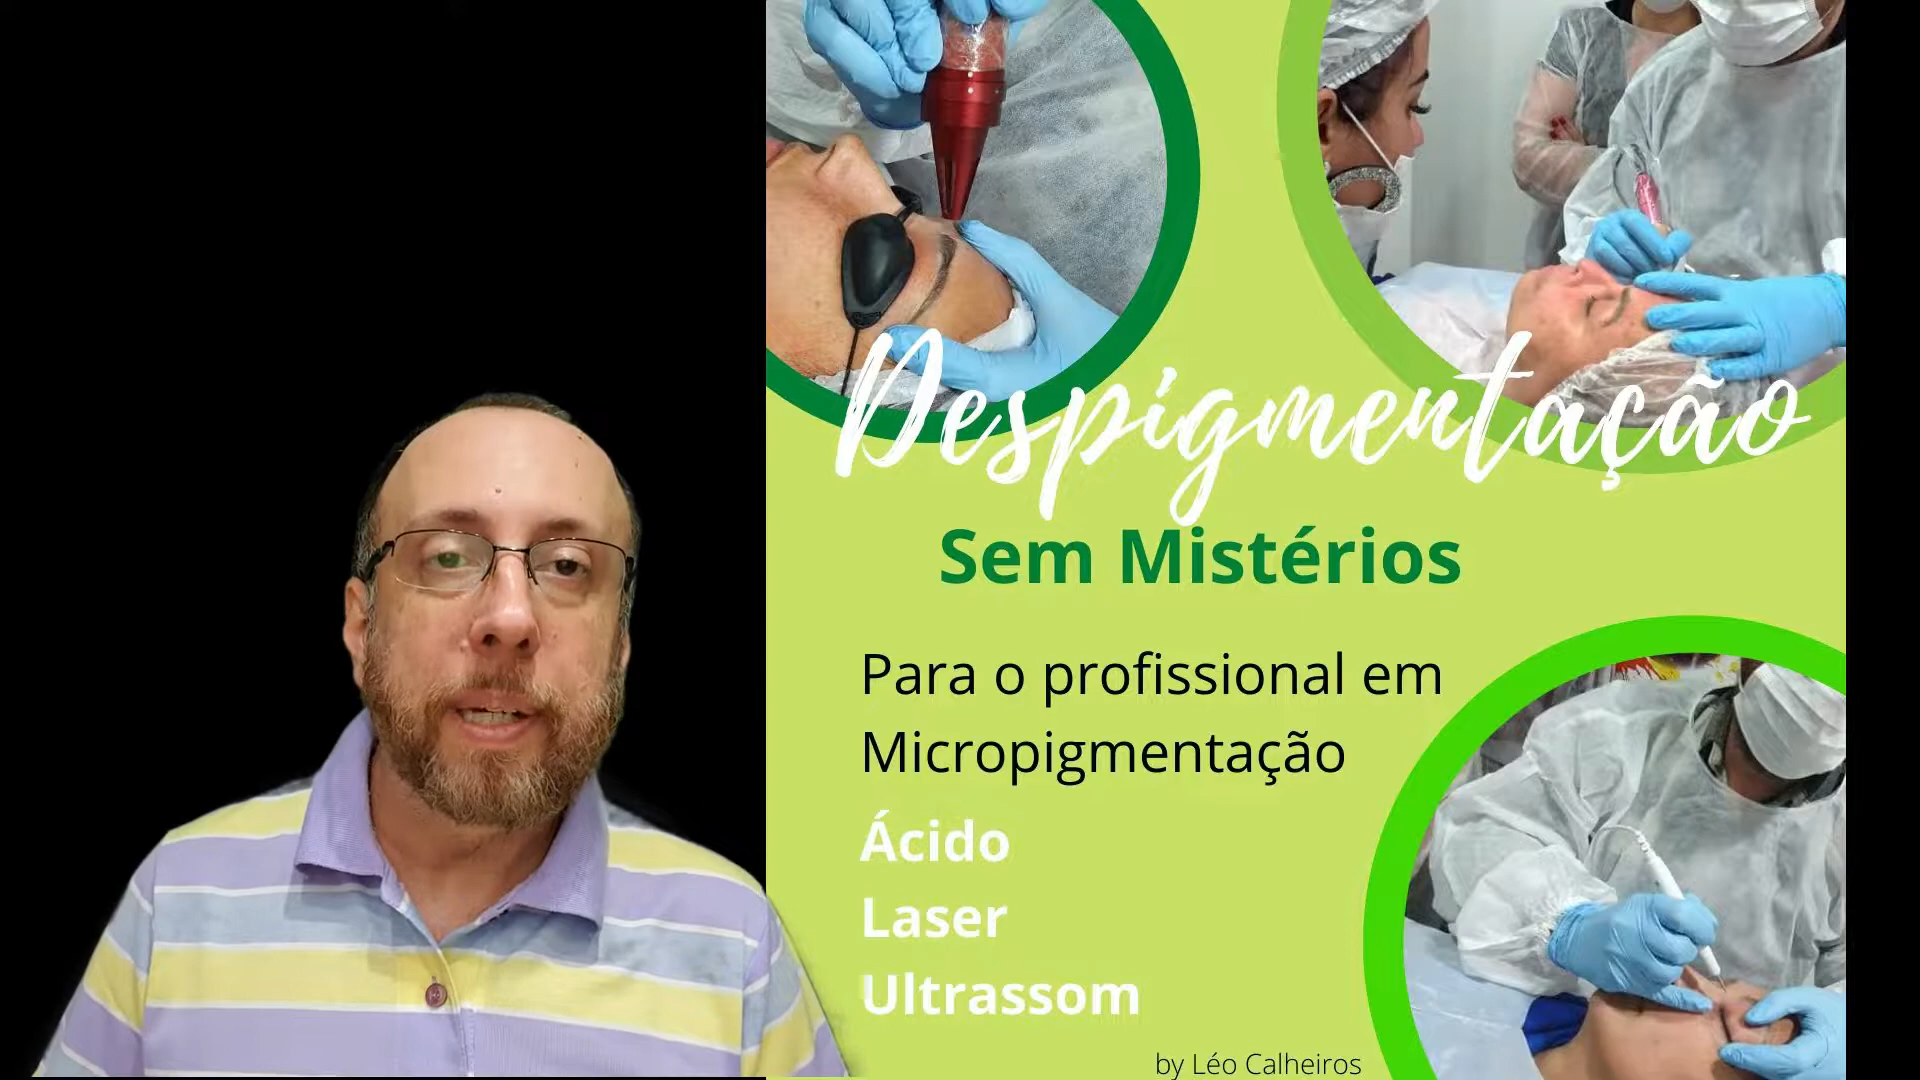 Despigmentação
Sem Mistérios
Para o profissional em
Micropigmentação
Ácido
Laser
Ultrassom
by Léo Calheiros